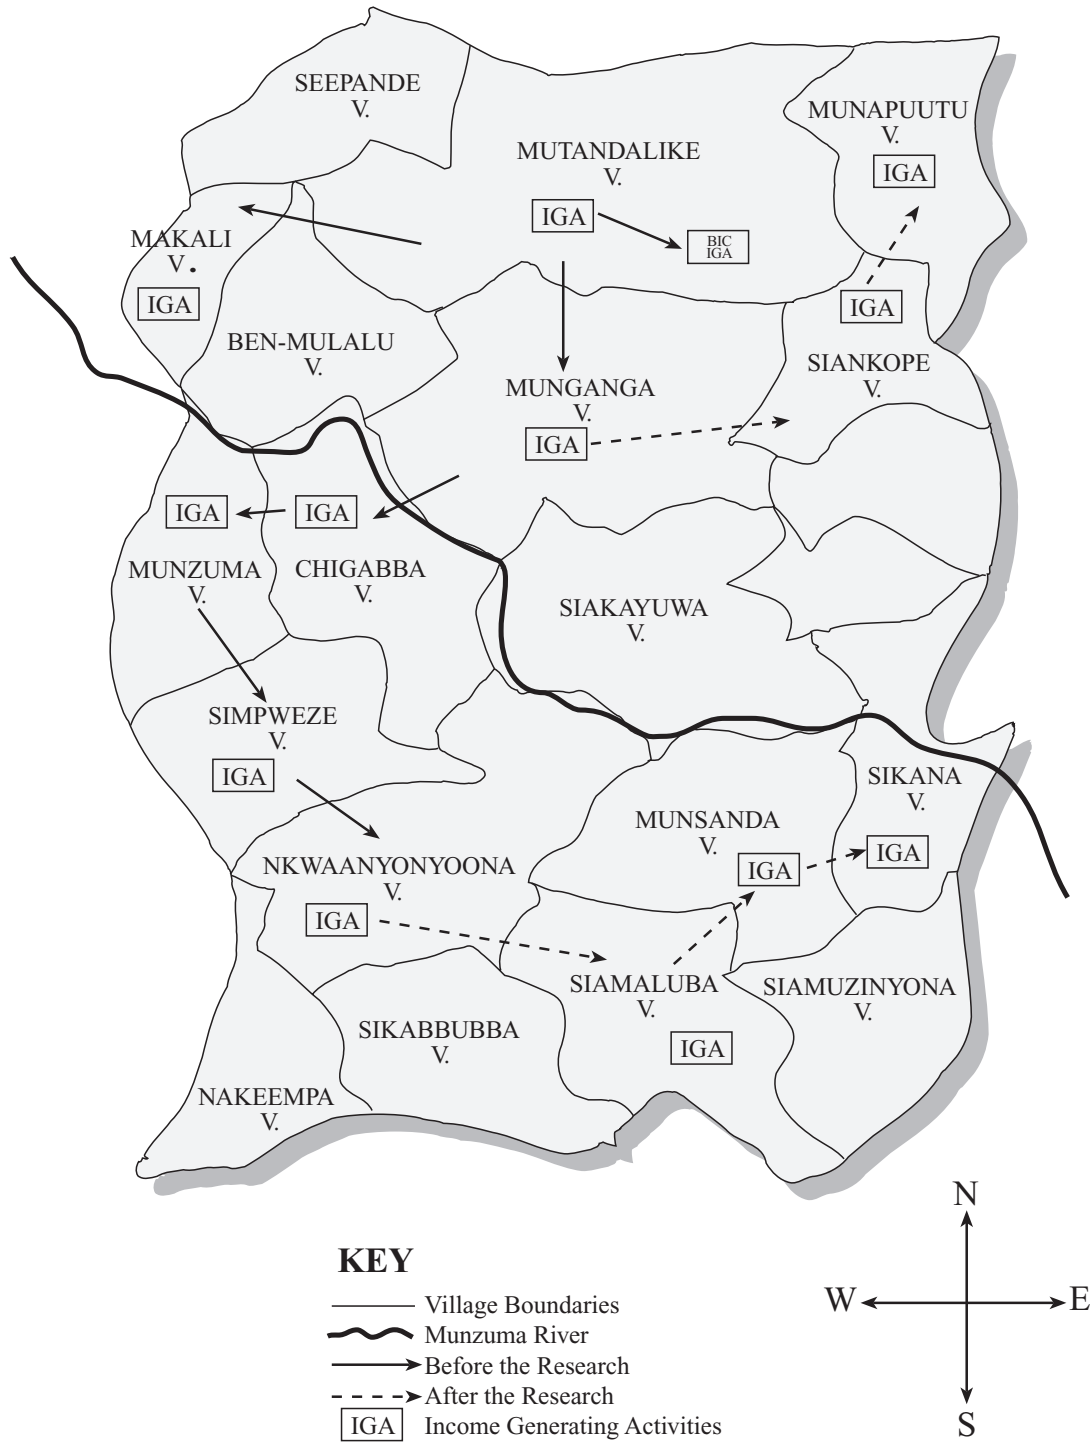 SEEPANDE
V.
MUNAPUUTU
V.
IGA
MUTANDALIKE
V.
IGA
BIC
IGA
MAKALI
V.
IGA
IGA
BEN-MULALU
V.
SIANKOPE
V.
MUNGANGA
V.
IGA
IGA
IGA
MUNZUMA
V.
CHIGABBA
V.
SIAKAYUWA
V.
SIMPWEZE
V.
IGA
SIKANA
V.
IGA
MUNSANDA
V.
IGA
NKWAANYONYOONA
V.
IGA
SIAMALUBA
V.
IGA
SIAMUZINYONA
V.
SIKABBUBBA
V.
NAKEEMPA
V.
N
W
E
S
KEY
Village Boundaries
Munzuma River
Before the Research
After the Research
IGA Income Generating Activities